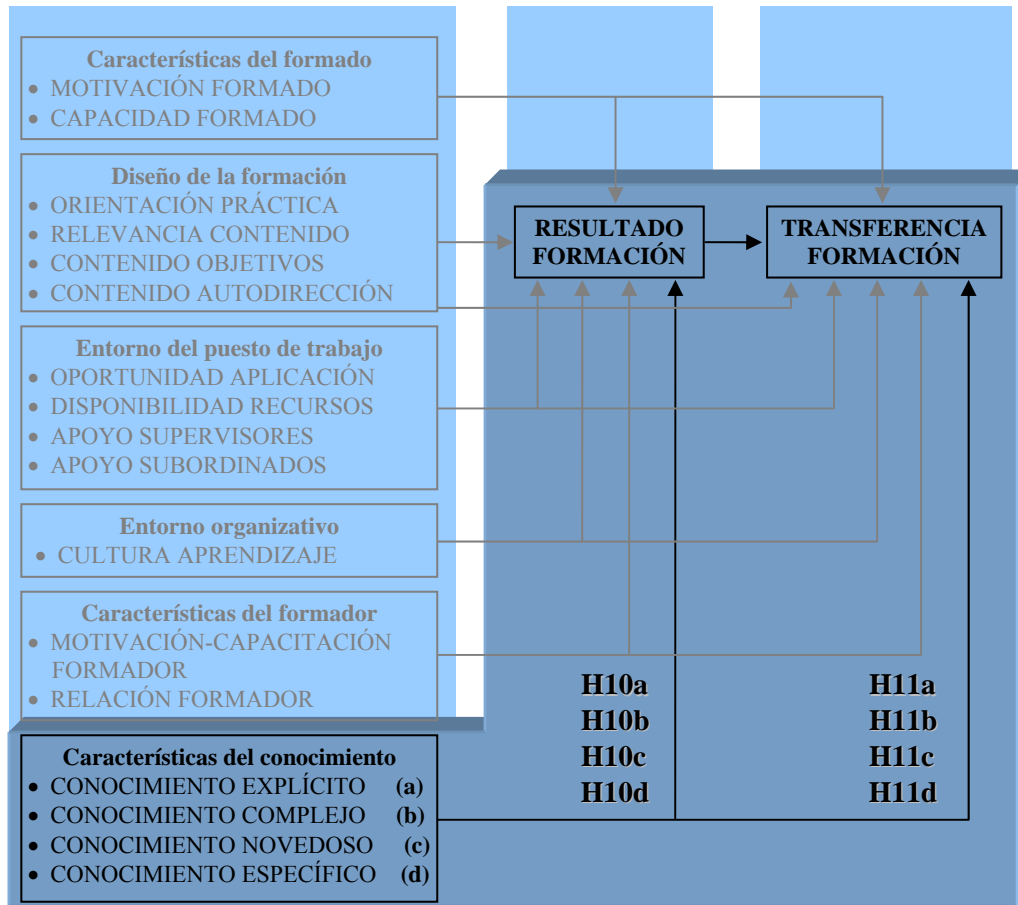 Características del formado
• MOTIVACIÓN FORMADO
• CAPACIDAD FORMADO
Diseño de la formación
• ORIENTACIÓN PRÁCTICA
• RELEVANCIA CONTENIDO
• CONTENIDO OBJETIVOS
• CONTENIDO AUTODIRECCIÓN
RESULTADO
FORMACIÓN
TRANSFERENCIA
FORMACIÓN
Entorno del puesto de trabajo
• OPORTUNIDAD APLICACIÓN
• DISPONIBILIDAD RECURSOS
• APOYO SUPERVISORES
• APOYO SUBORDINADOS
Entorno organizativo
• CULTURA APRENDIZAJE
Características del formador
• MOTIVACIÓN-CAPACITACIÓN
FORMADOR
• RELACIÓN FORMADOR
H10a
H10b
H10c
H10d
H11a
H11b
H11c
H11d
Características del conocimiento
• CONOCIMIENTO EXPLÍCITO (a)
• CONOCIMIENTO COMPLEJO (b)
• CONOCIMIENTO NOVEDOSO (c)
• CONOCIMIENTO ESPECÍFICO (d)